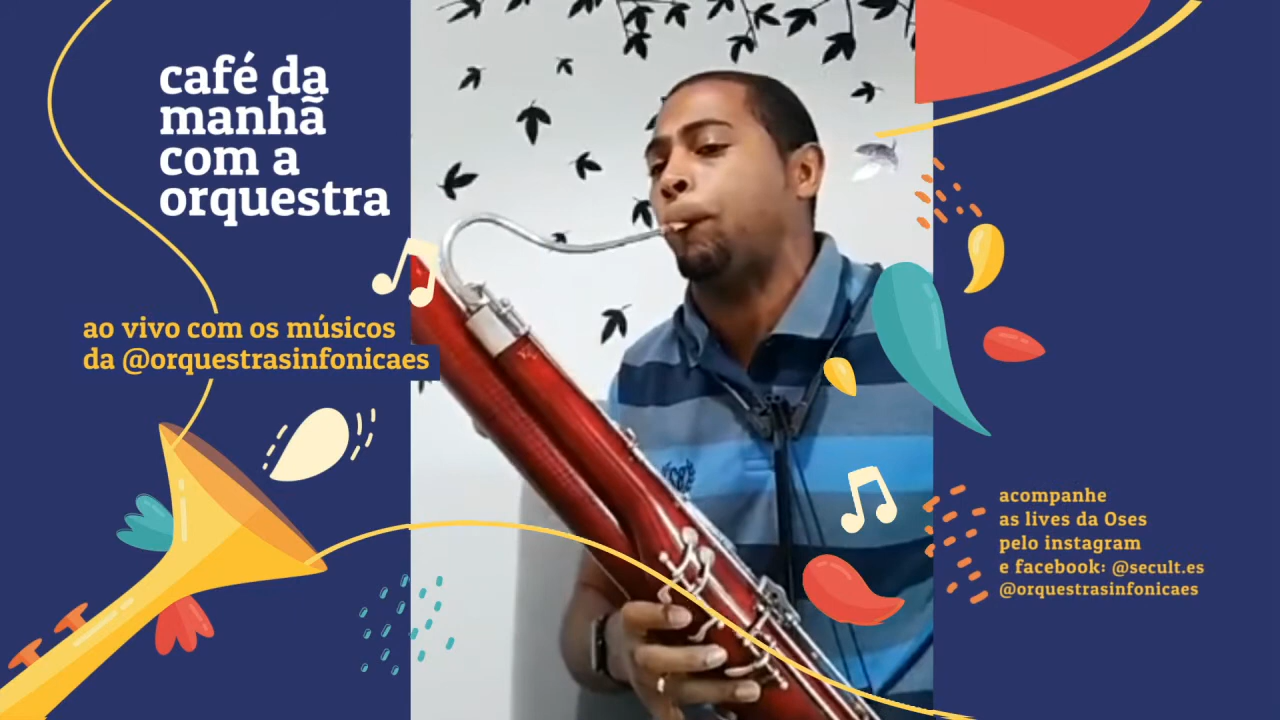 café da
manhã
com a
orquestra
ao vivo com os músicos
da @orquestrasinfonicaes
acompanhe
as lives da Oses
pelo instagram
e facebook: @secult.es
@orquestrasinfonicaes